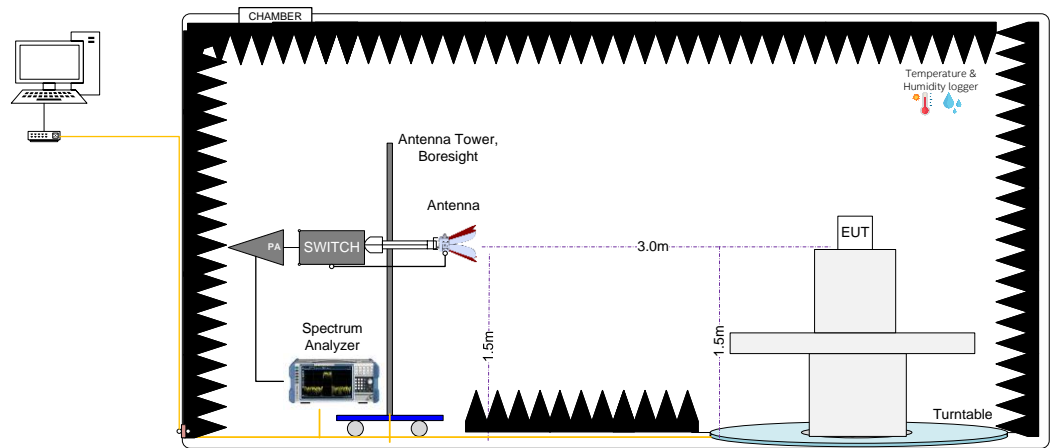 CHAMBER
Temperature &
Humidity logger
Antenna Tower,
Boresight
Antenna
PA
SWITCH
3.0m
EUT
1.5m
1.5m
Spectrum
Analyzer
Turntable